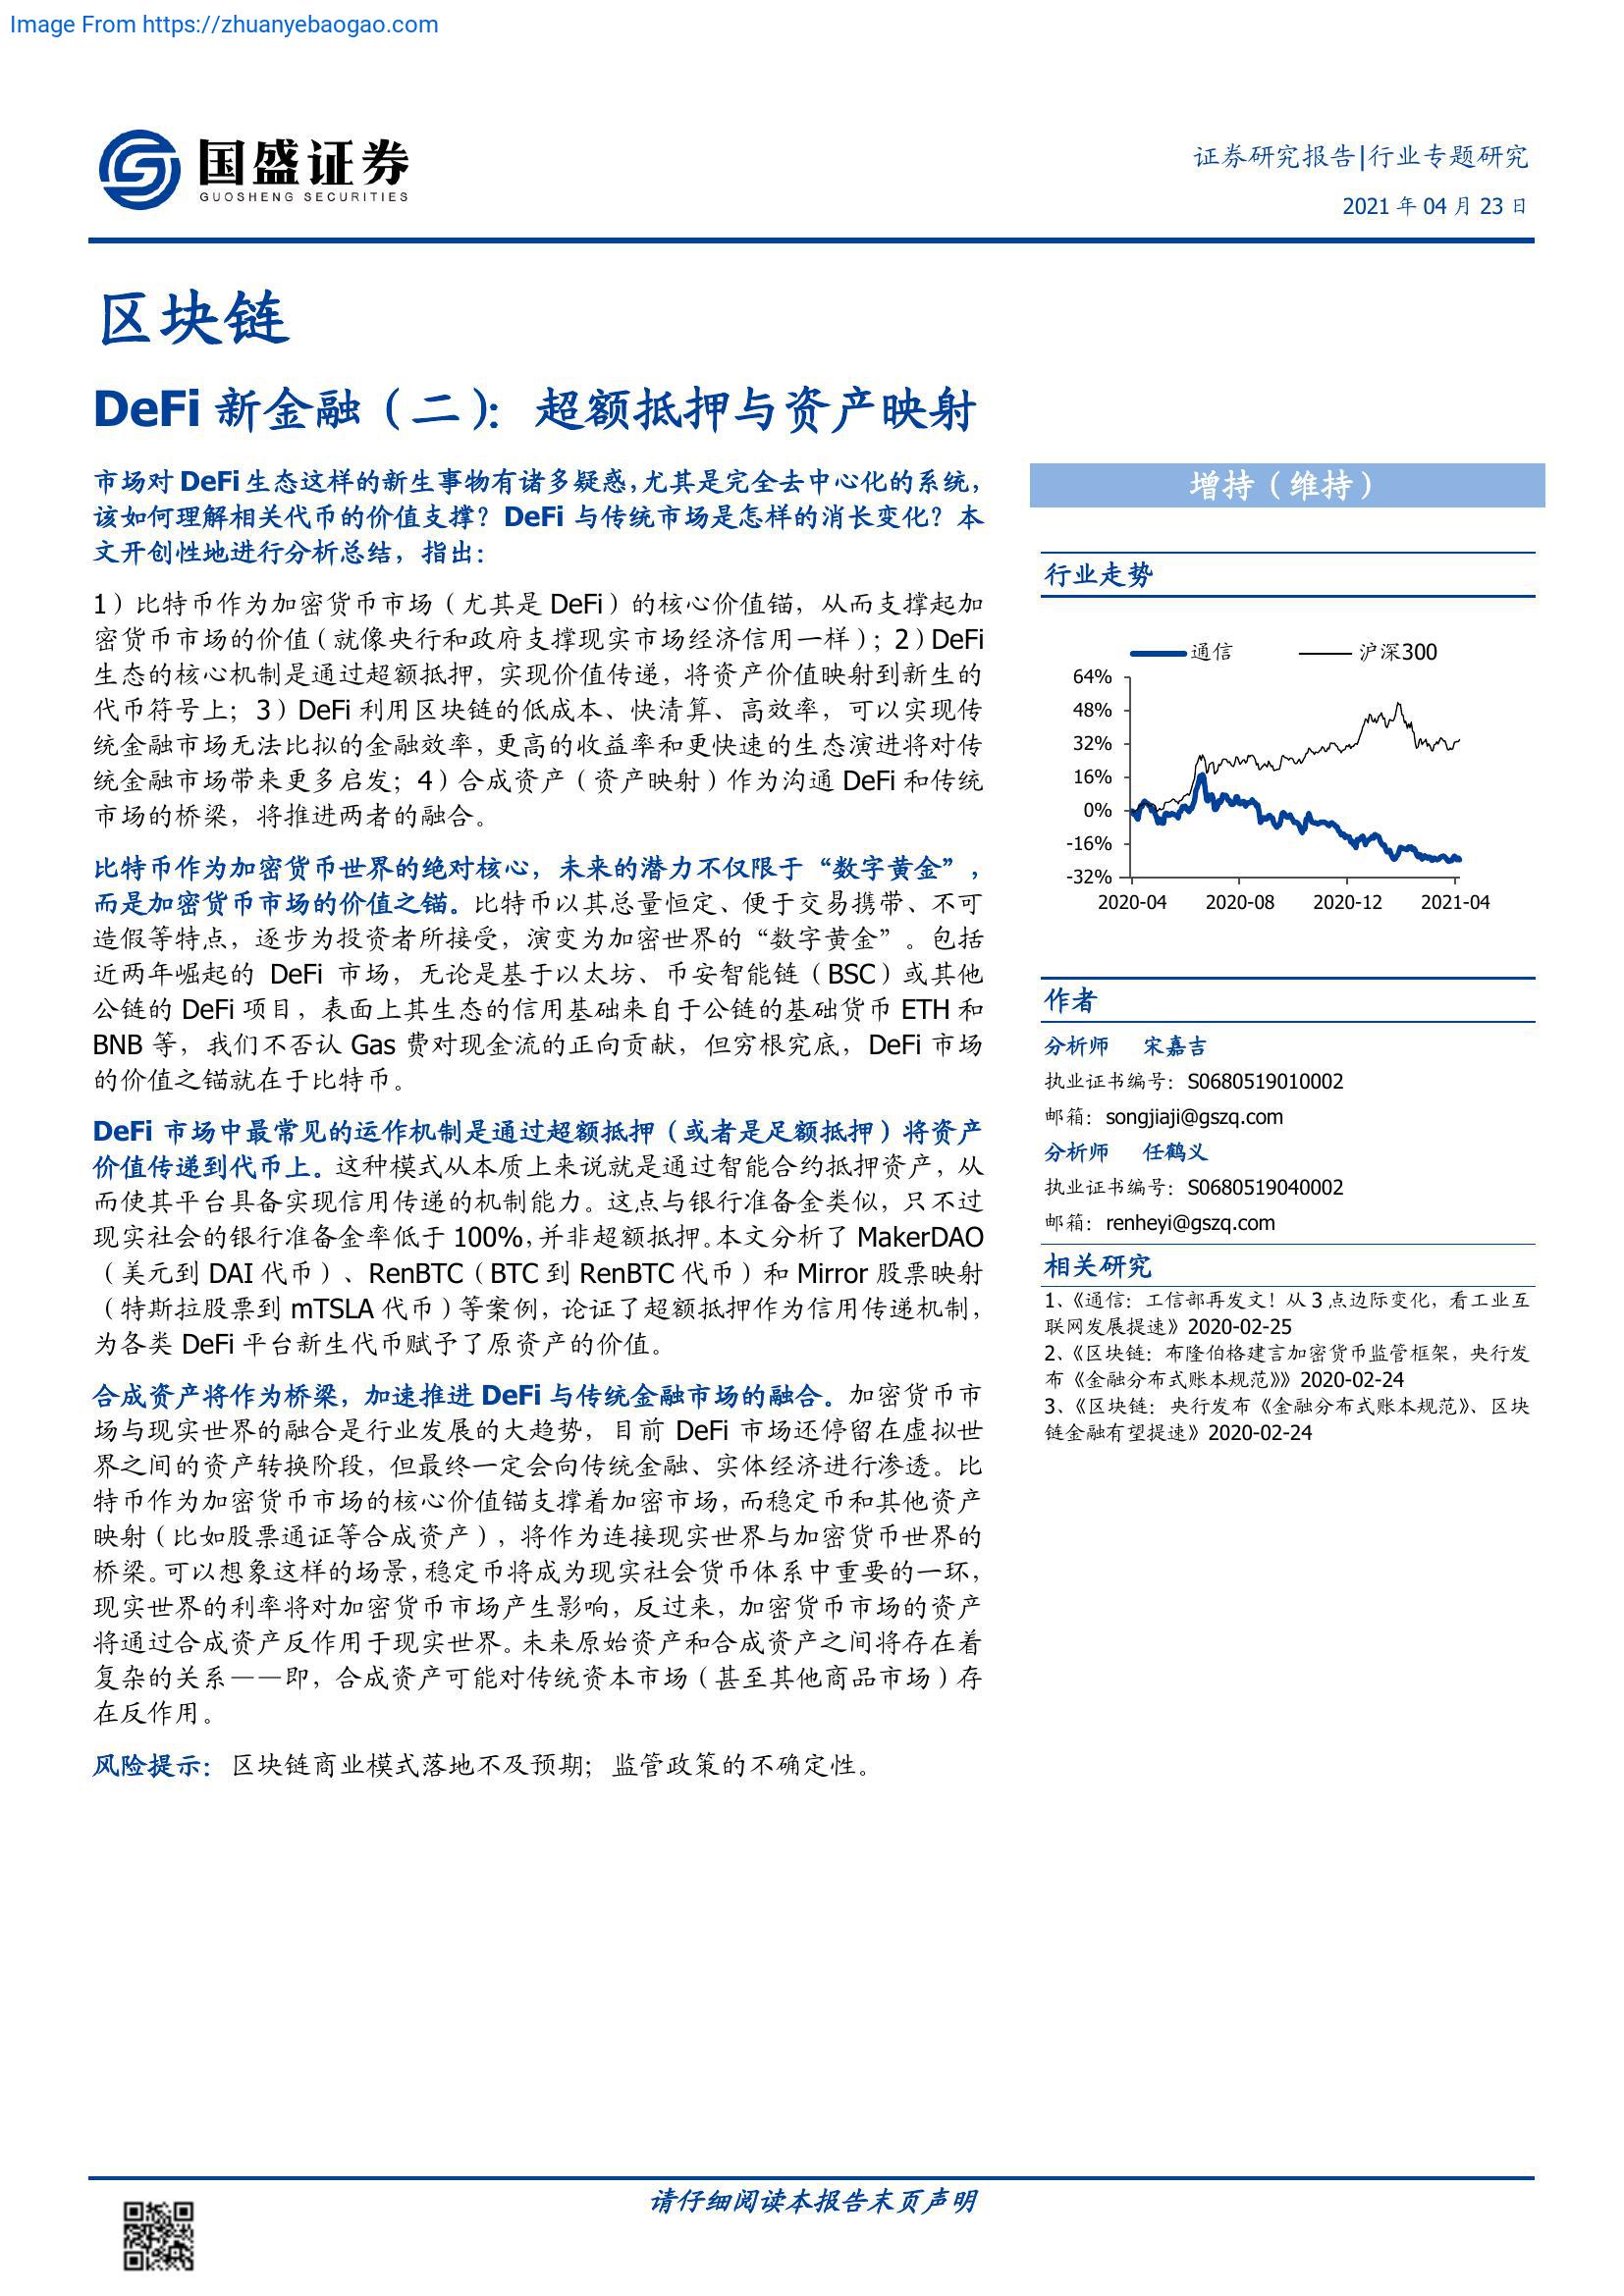 Image From https://zhuanyebaogao.com
国盛证券
GUOSHENG SECURITIES
证券研究报告|行业专题研究
2021 年 04 月 23 日
区块链
DeFi 新金融（二）：超额抵押与资产映射
市场对 DeFi 生态这样的新生事物有诸多疑惑，尤其是完全去中心化的系统，
该如何理解相关代币的价值支撑？DeFi 与传统市场是怎样的消长变化？本
文开创性地进行分析总结，指出：
1）比特币作为加密货币市场（尤其是 DeFi）的核心价值锚，从而支撑起加
密货币市场的价值（就像央行和政府支撑现实市场经济信用一样）；2）DeFi
生态的核心机制是通过超额抵押，实现价值传递，将资产价值映射到新生的
代币符号上；3）DeFi 利用区块链的低成本、快清算、高效率，可以实现传
统金融市场无法比拟的金融效率，更高的收益率和更快速的生态演进将对传
统金融市场带来更多启发；4）合成资产（资产映射）作为沟通 DeFi 和传统
市场的桥梁，将推进两者的融合。
比特币作为加密货币世界的绝对核心，未来的潜力不仅限于“数字黄金”，
而是加密货币市场的价值之锚。比特币以其总量恒定、便于交易携带、不可
造假等特点，逐步为投资者所接受，演变为加密世界的“数字黄金”。包括
近两年崛起的 DeFi 市场，无论是基于以太坊、币安智能链（BSC）或其他
公链的 DeFi 项目，表面上其生态的信用基础来自于公链的基础货币 ETH 和
BNB 等，我们不否认 Gas 费对现金流的正向贡献，但穷根究底，DeFi 市场
的价值之锚就在于比特币。
DeFi 市场中最常见的运作机制是通过超额抵押（或者是足额抵押）将资产
价值传递到代币上。这种模式从本质上来说就是通过智能合约抵押资产，从
而使其平台具备实现信用传递的机制能力。这点与银行准备金类似，只不过
现实社会的银行准备金率低于 100%，并非超额抵押。本文分析了 MakerDAO
（美元到 DAI 代币）、RenBTC（BTC 到 RenBTC 代币）和 Mirror 股票映射
（特斯拉股票到 mTSLA 代币）等案例，论证了超额抵押作为信用传递机制，
为各类 DeFi 平台新生代币赋予了原资产的价值。
合成资产将作为桥梁，加速推进 DeFi 与传统金融市场的融合。加密货币市
场与现实世界的融合是行业发展的大趋势，目前 DeFi 市场还停留在虚拟世
界之间的资产转换阶段，但最终一定会向传统金融、实体经济进行渗透。比
特币作为加密货币市场的核心价值锚支撑着加密市场，而稳定币和其他资产
映射（比如股票通证等合成资产），将作为连接现实世界与加密货币世界的
桥梁。可以想象这样的场景，稳定币将成为现实社会货币体系中重要的一环，
现实世界的利率将对加密货币市场产生影响，反过来，加密货币市场的资产
将通过合成资产反作用于现实世界。未来原始资产和合成资产之间将存在着
复杂的关系——即，合成资产可能对传统资本市场（甚至其他商品市场）存
在反作用。
风险提示：区块链商业模式落地不及预期；监管政策的不确定性。
增持（维持）
行业走势
通信 沪深300
64%
48%
32%
16%
0%
-16%
-32%
2020-04 2020-08 2020-12 2021-04
作者
分析师 宋嘉吉
执业证书编号：S0680519010002
邮箱：songjiaji@gszq.com
分析师 任鹤义
执业证书编号：S0680519040002
邮箱：renheyi@gszq.com
相关研究
1、《通信：工信部再发文！从 3 点边际变化，看工业互
联网发展提速》2020-02-25
2、《区块链：布隆伯格建言加密货币监管框架，央行发
布《金融分布式账本规范》》2020-02-24
3、《区块链：央行发布《金融分布式账本规范》、区块
链金融有望提速》2020-02-24
请仔细阅读本报告末页声明